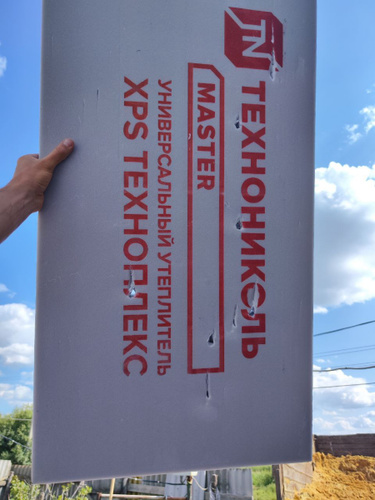 TN
ТЕХНОНИКОЛЬ
MASTER
УНИВЕРСАЛЬНЫЙ УТЕПЛИТЕЛЬ
XPS ТЕХНОПЛЕКС